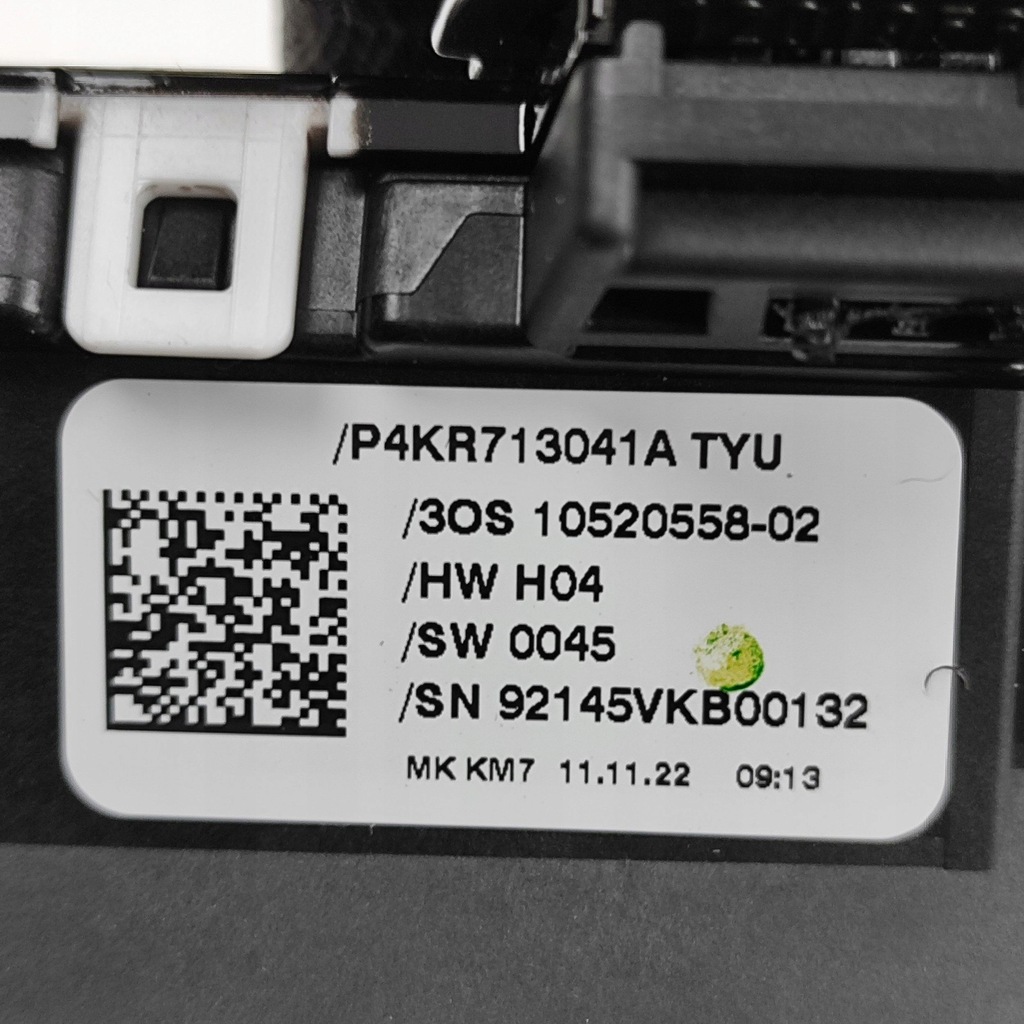 /P4KR713041A TYU
/3OS 10520558-02
/HW H04
/SW 0045
/SN 92145VKB00132
MK KM7 11.11.22 09:13